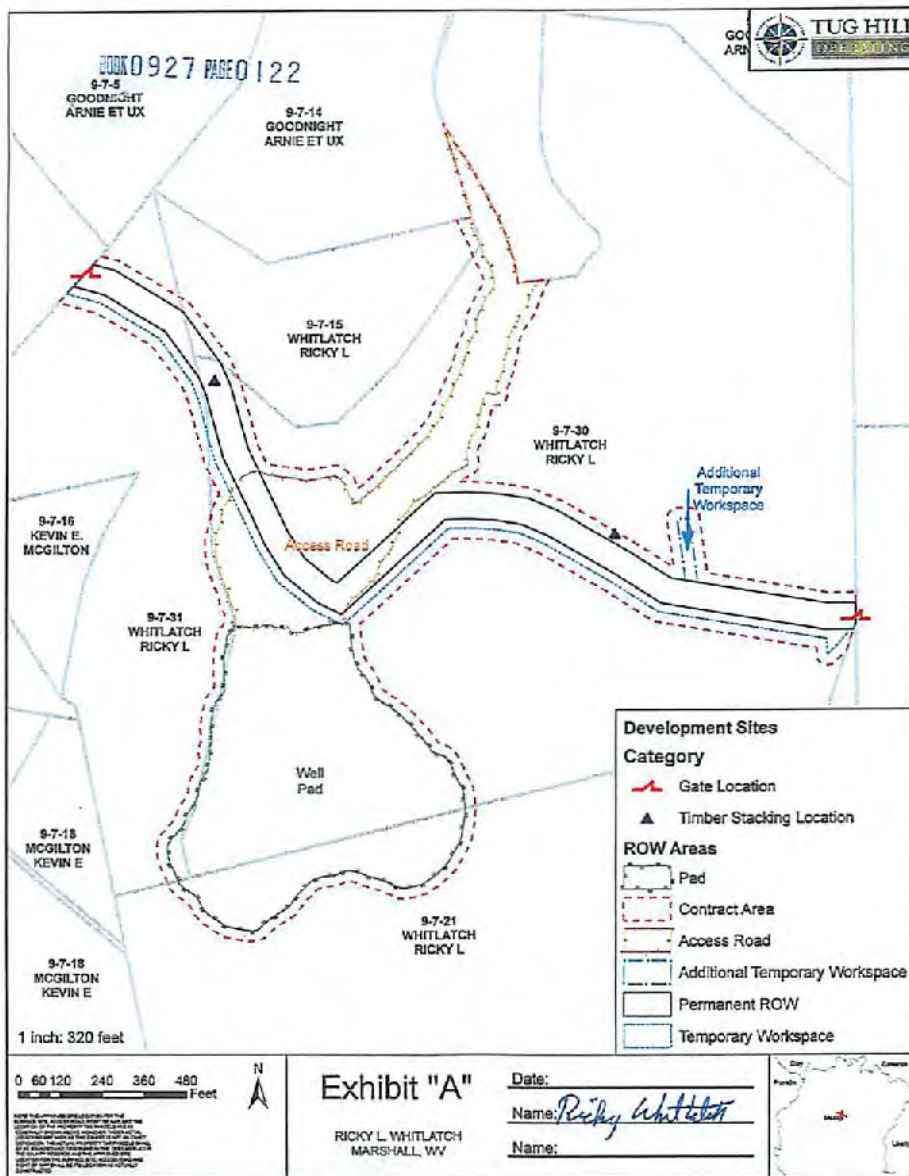 BOOK 0927 PAGE 0122
GOO
ARN
TUG HILL
OPERATING
9-7-5
GOODNIGHT
ARNIE ET UX
9-7-14
GOODNIGHT
ARNIE ET UX
9-7-15
WHITLATCH
RICKY L
9-7-30
WHITLATCH
RICKY L
Additional
Temporary
Workspace
9-7-16
KEVIN E.
MCGILTON
Access Road
9-7-31
WHITLATCH
RICKY L
Well
Pad
9-7-18
MCGILTON
KEVIN E
9-7-21
WHITLATCH
RICKY L
9-7-18
MCGILTON
KEVIN E
1 inch: 320 feet
Development Sites
Category
Gate Location
Timber Stacking Location
ROW Areas
Pad
Contract Area
Access Road
Additional Temporary Workspace
Permanent ROW
Temporary Workspace
0 60 120 240 360 480
Feet
N
Exhibit "A"
RICKY L. WHITLATCH
MARSHALL, WV
Date:
Name: Ricky Whitlatch
Name: